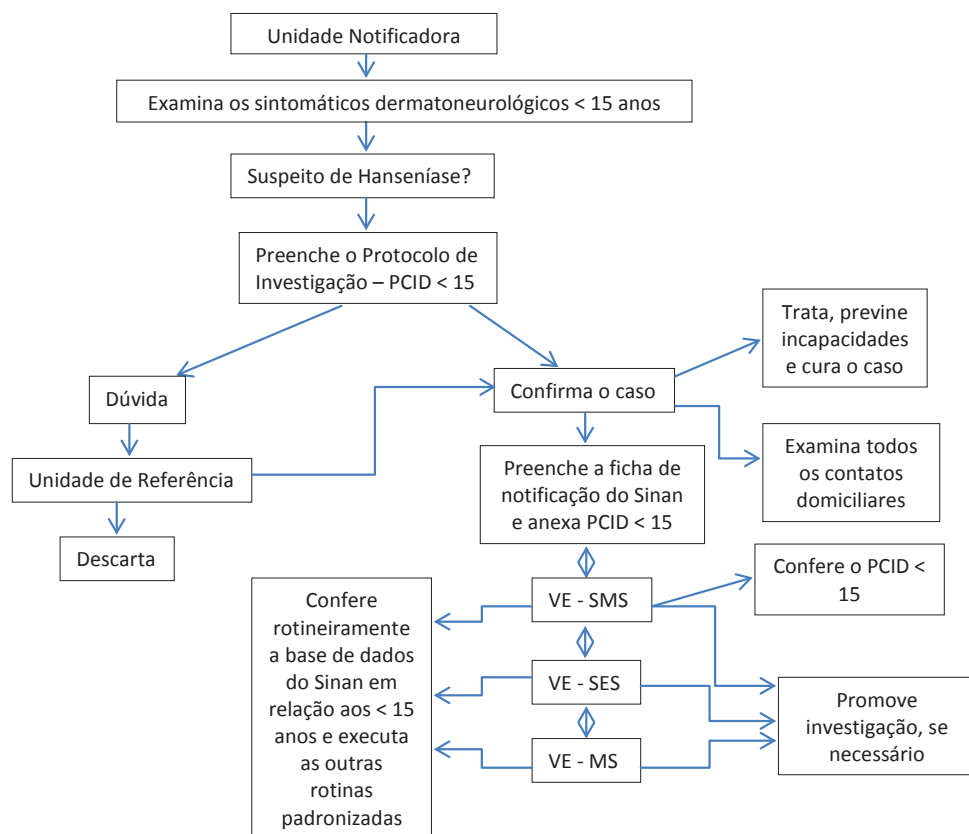 Unidade Notificadora
Examina os sintomáticos dermatoneurológicos < 15 anos
Suspeito de Hanseníase?
Preenche o Protocolo de
Investigação – PCID < 15
Trata, previne
incapacidades
e cura o caso
Dúvida
Confirma o caso
Unidade de Referência
Preenche a ficha de
notificação do Sinan
e anexa PCID < 15
Examina todos
os contatos
domiciliares
Descarta
Confere o PCID <
15
Confere
rotineiramente
a base de dados
do Sinan em
relação aos < 15
anos e executa
as outras
rotinas
padronizadas
VE - SMS
VE - SES
VE - MS
Promove
investigação, se
necessário